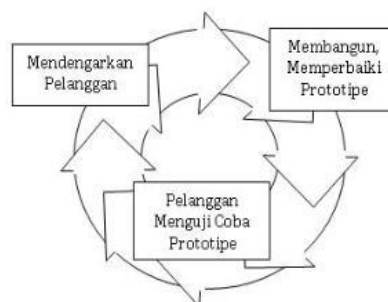 Mendengarkan
Pelanggan
Membangun,
Memperbaiki
Prototipe
Pelanggan
Menguji Coba
Prototipe